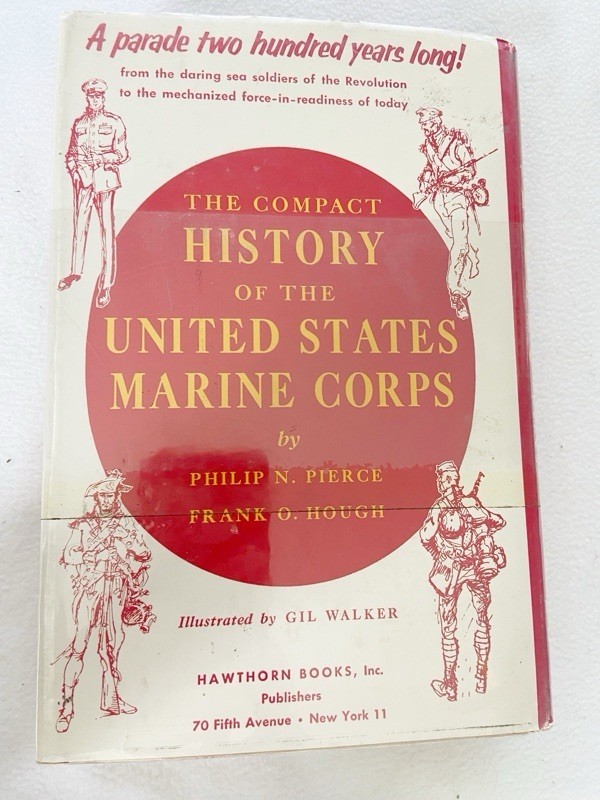 A parade two hundred years long!
from the daring sea soldiers of the Revolution
to the mechanized force-in-readiness of today
THE COMPACT
HISTORY
OF THE
UNITED STATES
MARINE CORPS
by
PHILIP N. PIERCE
FRANK O. HOUGH
Illustrated by GIL WALKER
HAWTHORN BOOKS, Inc.
Publishers
70 Fifth Avenue • New York 11